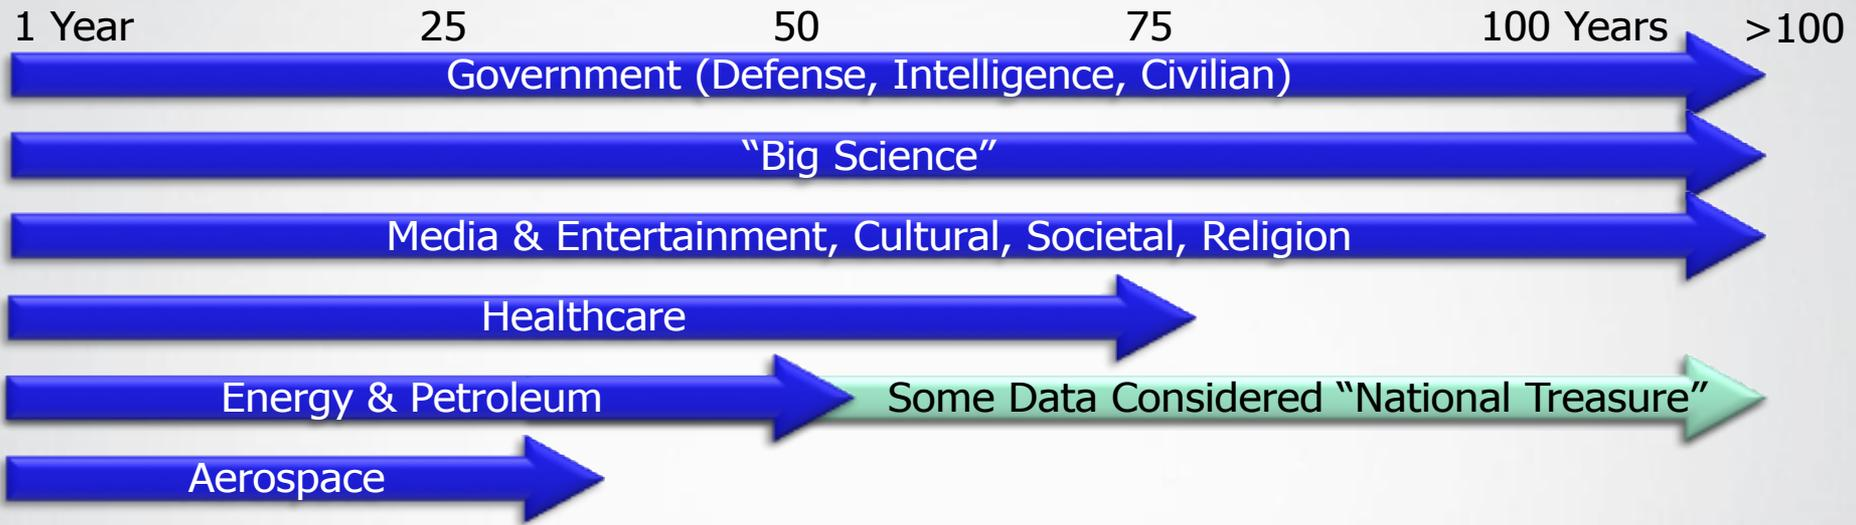 1 Year 25 50 75 100 Years >100
Government (Defense, Intelligence, Civilian)
“Big Science”
Media & Entertainment, Cultural, Societal, Religion
Healthcare
Energy & Petroleum Some Data Considered “National Treasure”
Aerospace